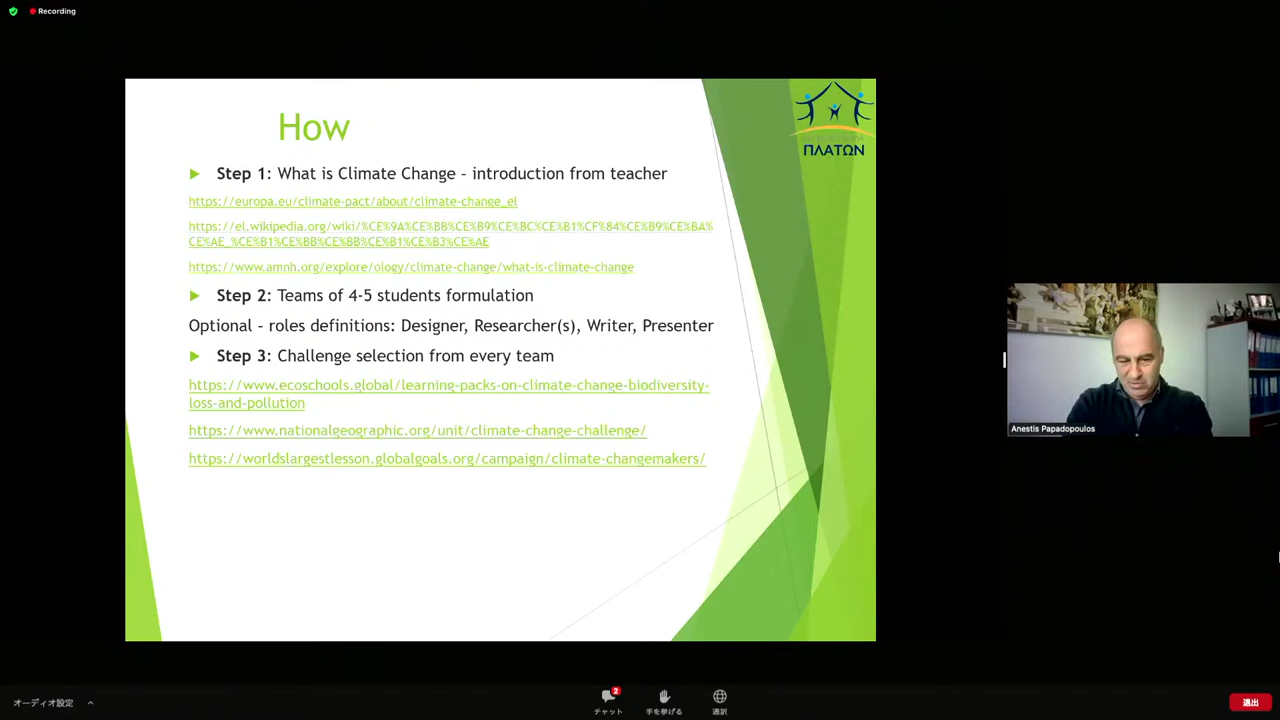 Recording
How
ΠΛΑΤΩΝ
Step 1: What is Climate Change – introduction from teacher
https://europa.eu/climate-pact/about/climate-change_el
https://el.wikipedia.org/wiki/%CE%9A%CE%BB%CE%B9%CE%BC%CE%B1%CF%84%CE%B9%CE%BA%
CE%AE_%CE%B1%CE%BB%CE%BB%CE%B1%CE%B3%CE%AE
https://www.amnh.org/explore/ology/climate-change/what-is-climate-change
Step 2: Teams of 4-5 students formulation
Optional – roles definitions: Designer, Researcher(s), Writer, Presenter
Step 3: Challenge selection from every team
https://www.ecoschools.global/learning-packs-on-climate-change-biodiversity-
loss-and-pollution
https://www.nationalgeographic.org/unit/climate-change-challenge/
https://worldslargestlesson.globalgoals.org/campaign/climate-changemakers/
Anestis Papadopoulos
オーディオ設定
2
チャット
手を挙げる
通訳
退出